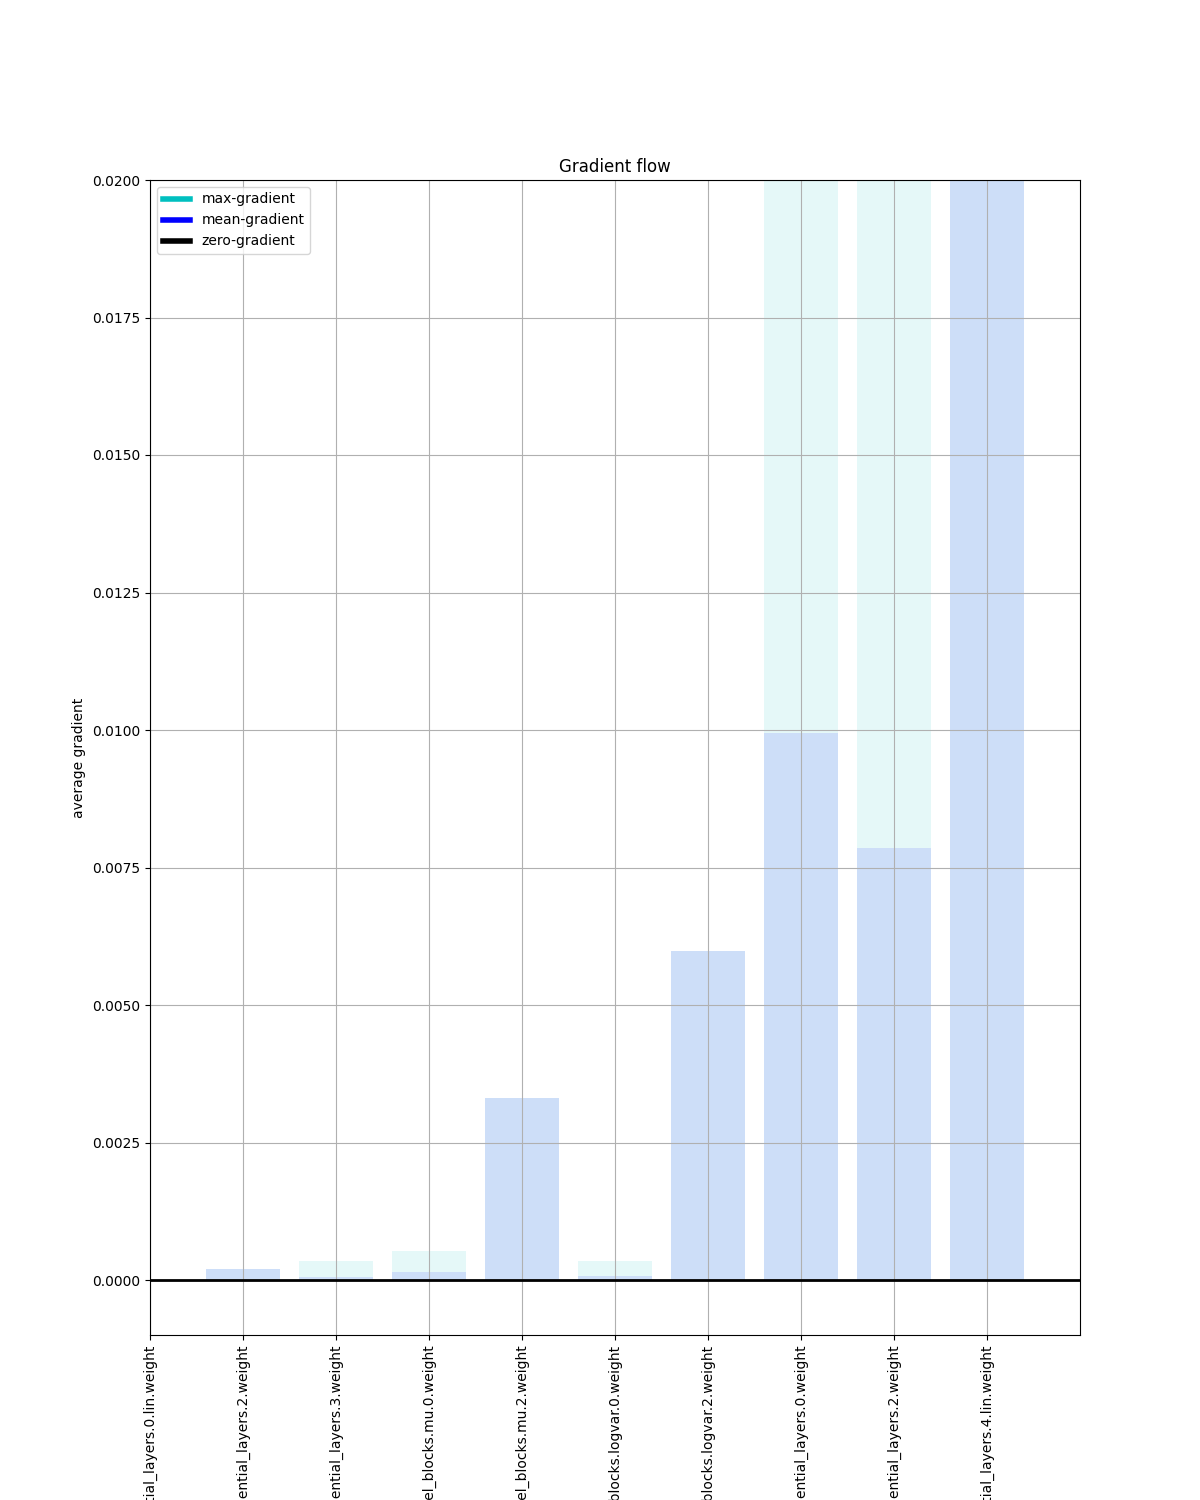 Gradient flow
max-gradient
mean-gradient
zero-gradient
0.0200
0.0175
0.0150
0.0125
0.0100
0.0075
0.0050
0.0025
0.0000
average gradient
tial_layers.0.lin.weight
ential_layers.2.weight
ential_layers.3.weight
el_blocks.mu.0.weight
el_blocks.mu.2.weight
blocks.logvar.0.weight
blocks.logvar.2.weight
ential_layers.0.weight
ential_layers.2.weight
tial_layers.4.lin.weight